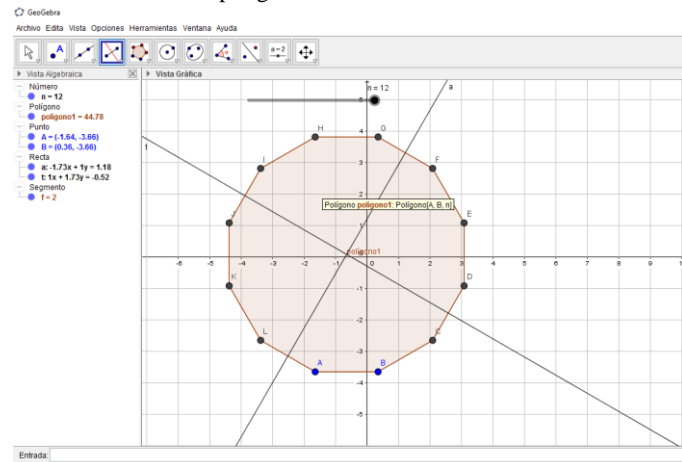 GeoGebra
Archivo Edita Vista Opciones Herramientas Ventana Ayuda
A
a=2
Vista Algebraica
Vista Gráfica
Número
n = 12
Polígono
polígono1 = 44.78
Punto
A = (-1.64, -3.66)
B = (0.36, -3.66)
Recta
a: -1.73x + 1y = 1.18
t: 1x + 1.73y = -0.52
Segmento
f = 2
n = 12
a
5
H
4
G
t
I
3
F
2
Polígono polígono1: Polígono[A, B, n]
J
1
E
polígono1
-6 -5 -4 -3 -2 -1 0 1 2 3 4 5 6 7 8 9
K
-1
D
-2
L
C
-3
A
B
-4
-5
Entrada: